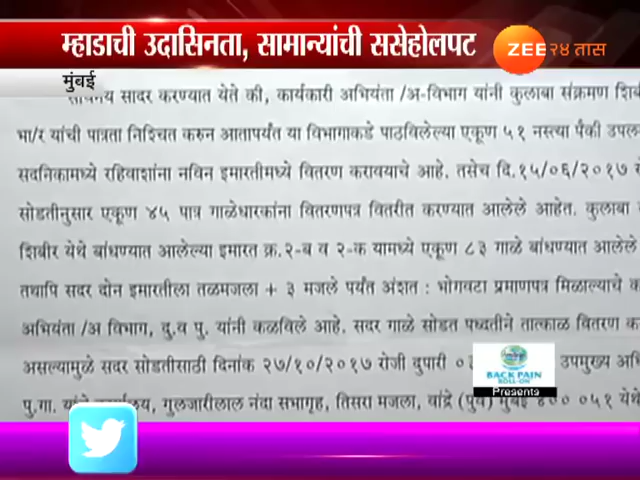 म्हाडाची उदासिनता, सामान्यांची ससेहोलपट
ZEE २४ तास
मुंबई
सादर करण्यात येते की, कार्यकारी अभियंता /अ-विभाग यांनी कुलाबा संक्रमण शिबी
भा/र यांची पात्रता निश्चित करुन आतापर्यंत या विभागाकडे पाठविलेल्या एकूण ५१ नस्त्या पैंकी उपल
सदनिकामध्ये रहिवाशांना नविन इमारतीमध्ये वितरण करावयाचे आहे. तसेच दि.१५/०६/२०१७ रो
सोडतीनुसार एकूण ४५ पात्र गाळेधारकांना वितरणपत्र वितरीत करण्यात आलेले आहेत. कुलाबा
शिबीर येथे बांधण्यात आलेल्या इमारत क्र.२-ब व २-क यामध्ये एकूण ८३ गाळे बांधण्यात आलेले
तथापि सदर दोन इमारतीला तळमजला + ३ मजले पर्यंत अंशत : भोगवटा प्रमाणपत्र मिळाल्याचे क
अभियंता/अ विभाग, दु.व पु. यांनी कळविले आहे. सदर गाळे सोडत पध्दतीने तात्काळ वितरण क
असल्यामुळे सदर सोडतीसाठी दिनांक २७/१०/२०१७ रोजी दुपारी ०३ उपमुख्य अभि
पु.गा. यांचे कार्यालय, गुलजारीलाल नंदा सभागृह, तिसरा मजला, वांद्रे (पुर्व) मुंबई ४०० ०५१ येथे
BACK PAIN
ROLL-ON
Presents